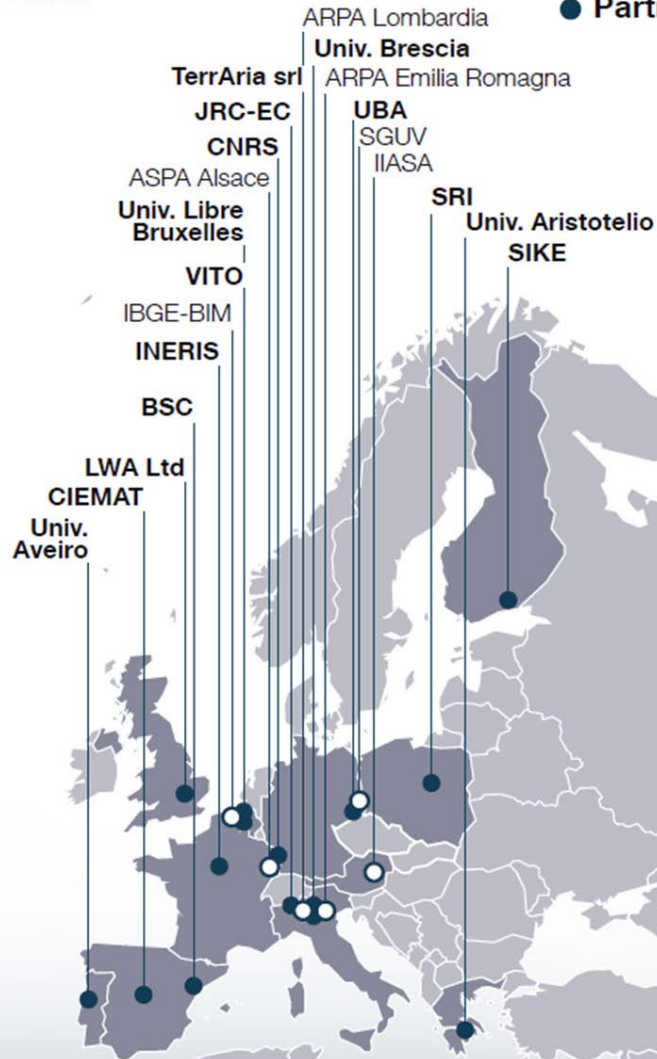 ARPA Lombardia
Univ. Brescia
TerrAria srl
ARPA Emilia Romagna
JRC-EC
UBA
CNRS
SGUV
IIASA
ASPA Alsace
SRI
Univ. Libre
Bruxelles
Univ. Aristotelio
SIKE
VITO
IBGE-BIM
INERIS
BSC
LWA Ltd
CIEMAT
Univ.
Aveiro